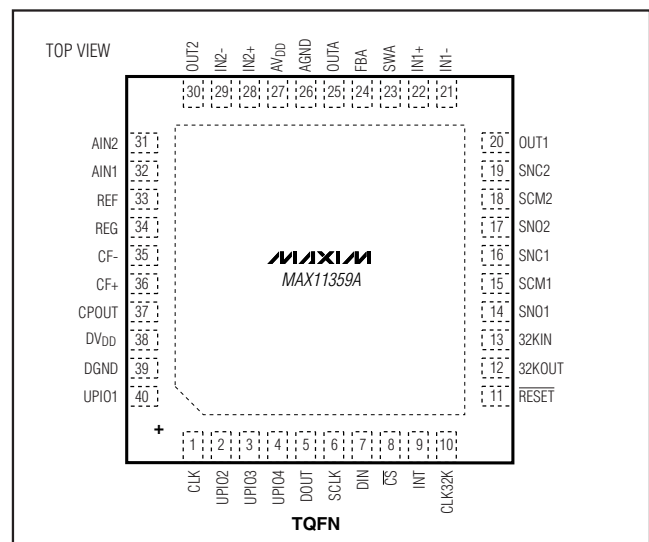 TOP VIEW
OUT2 IN2- IN2+ AVDD AGND OUTA FBA SWA IN1+ IN1-
30 29 28 27 26 25 24 23 22 21
AIN2 31
AIN1 32
REF 33
REG 34
CF- 35
CF+ 36
CPOUT 37
DVDD 38
DGND 39
UPIO1 40
MAXIM
MAX11359A
20 OUT1
19 SNC2
18 SCM2
17 SNO2
16 SNC1
15 SCM1
14 SNO1
13 32KIN
12 32KOUT
11 RESET
+
1 2 3 4 5 6 7 8 9 10
CLK UPIO2 UPIO3 UPIO4 DOUT SCLK DIN CS INT CLK32K
TQFN